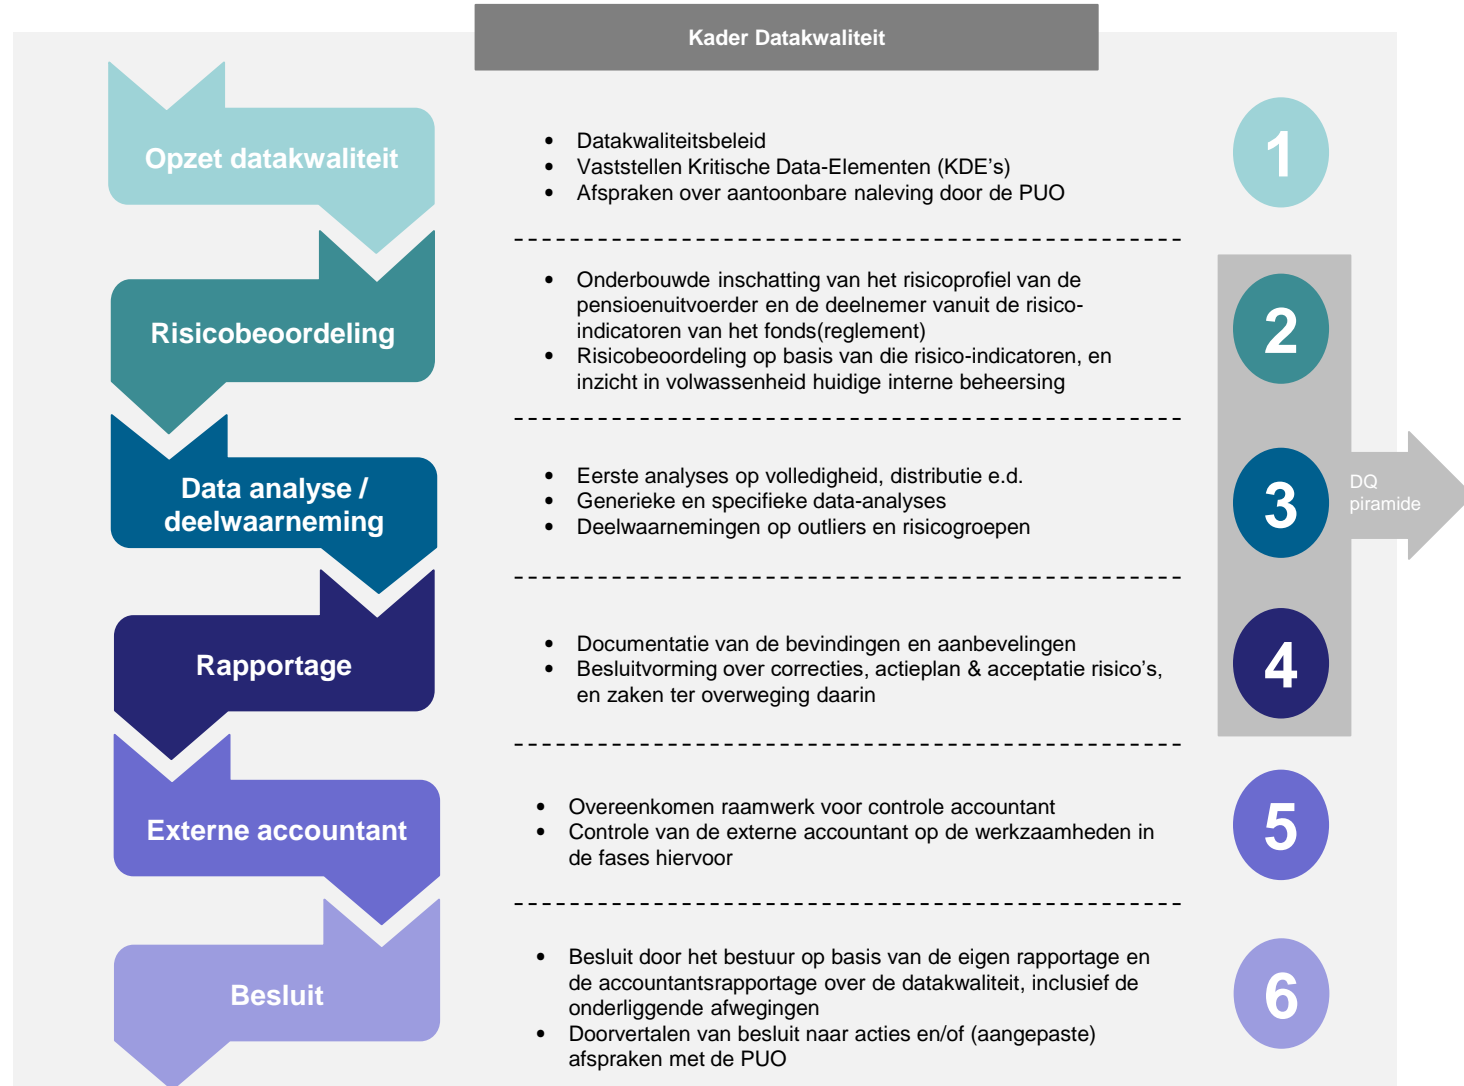 Kader Datakwaliteit
Opzet datakwaliteit
• Datakwaliteitsbeleid
• Vaststellen Kritische Data-Elementen (KDE's)
• Afspraken over aantoonbare naleving door de PUO
1
Risicobeoordeling
• Onderbouwde inschatting van het risicoprofiel van de
pensioenuitvoerder en de deelnemer vanuit de risico-
indicatoren van het fonds(reglement)
• Risicobeoordeling op basis van die risico-indicatoren, en
inzicht in volwassenheid huidige interne beheersing
2
Data analyse /
deelwaarneming
• Eerste analyses op volledigheid, distributie e.d.
• Generieke en specifieke data-analyses
• Deelwaarnemingen op outliers en risicogroepen
3
DQ
piramide
Rapportage
• Documentatie van de bevindingen en aanbevelingen
• Besluitvorming over correcties, actieplan & acceptatie risico's,
en zaken ter overweging daarin
4
Externe accountant
• Overeenkomen raamwerk voor controle accountant
• Controle van de externe accountant op de werkzaamheden in
de fases hiervoor
5
Besluit
• Besluit door het bestuur op basis van de eigen rapportage en
de accountantsrapportage over de datakwaliteit, inclusief de
onderliggende afwegingen
• Doorvertalen van besluit naar acties en/of (aangepaste)
afspraken met de PUO
6